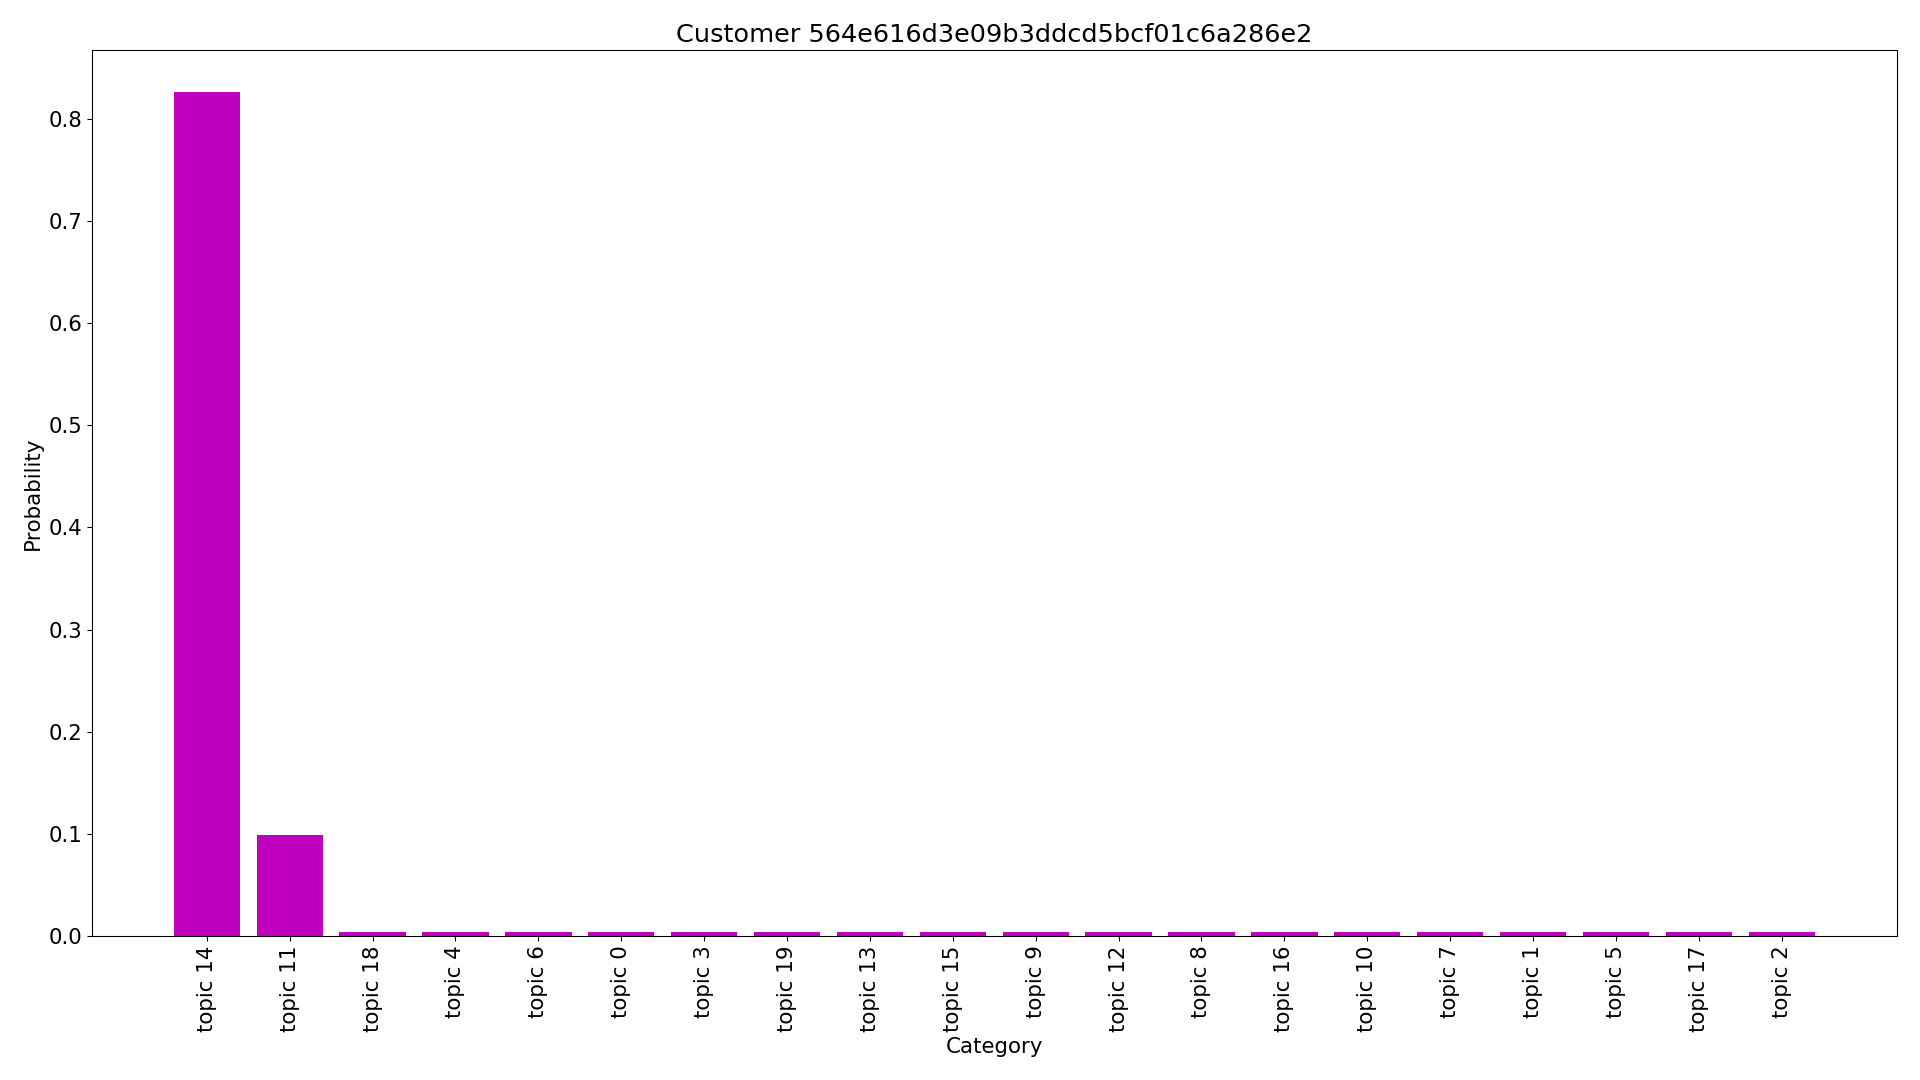 Customer 564e616d3e09b3ddcd5bcf01c6a286e2
Probability
0.8
0.7
0.6
0.5
0.4
0.3
0.2
0.1
0.0
topic 14
topic 11
topic 18
topic 4
topic 6
topic 0
topic 3
topic 19
topic 13
topic 15
topic 9
topic 12
topic 8
topic 16
topic 10
topic 7
topic 1
topic 5
topic 17
topic 2
Category